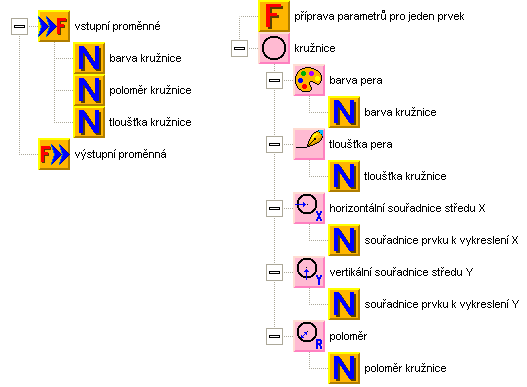 vstupní proměnné
barva kružnice
poloměr kružnice
tloušťka kružnice
výstupní proměnná
příprava parametrů pro jeden prvek
kružnice
barva pera
barva kružnice
tloušťka pera
tloušťka kružnice
horizontální souřadnice středu X
souřadnice prvku k vykreslení X
vertikální souřadnice středu Y
souřadnice prvku k vykreslení Y
poloměr
poloměr kružnice